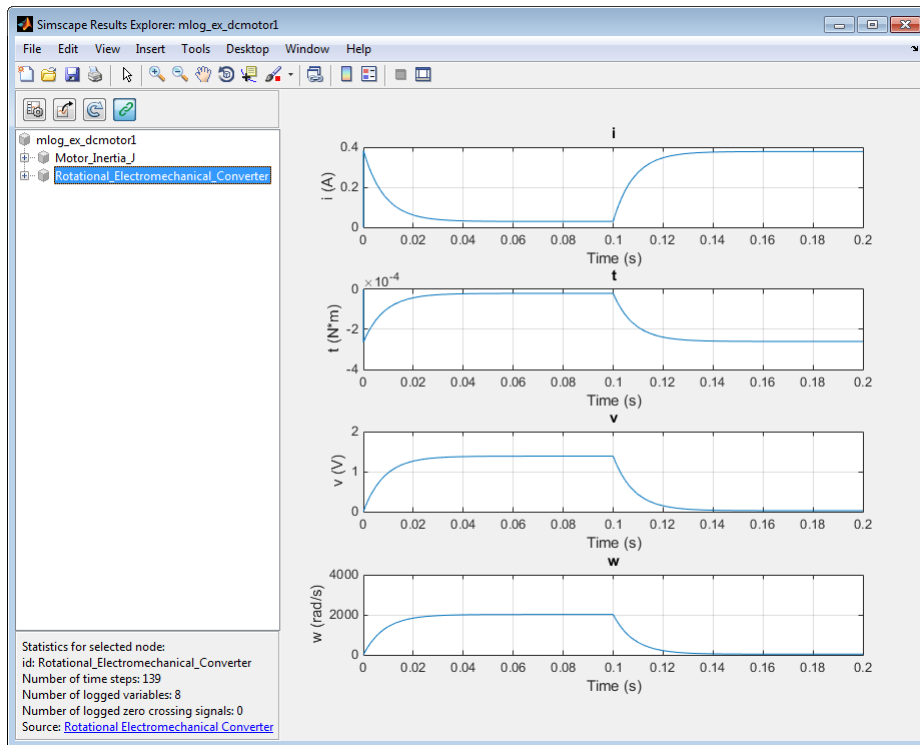 Simscape Results Explorer: mlog_ex_dcmotor1
File Edit View Insert Tools Desktop Window Help
mlog_ex_dcmotor1
Motor_Inertia_J
Rotational_Electromechanical_Converter
Statistics for selected node:
id: Rotational_Electromechanical_Converter
Number of time steps: 139
Number of logged variables: 8
Number of logged zero crossing signals: 0
Source: Rotational Electromechanical Converter
i
0.4
0.2
0
i (A)
0 0.02 0.04 0.06 0.08 0.1 0.12 0.14 0.16 0.18 0.2
Time (s)
t
×10⁻⁴
0
-2
-4
t (N*m)
0 0.02 0.04 0.06 0.08 0.1 0.12 0.14 0.16 0.18 0.2
Time (s)
v
2
1
0
v (V)
0 0.02 0.04 0.06 0.08 0.1 0.12 0.14 0.16 0.18 0.2
Time (s)
w
4000
2000
0
w (rad/s)
0 0.02 0.04 0.06 0.08 0.1 0.12 0.14 0.16 0.18 0.2
Time (s)